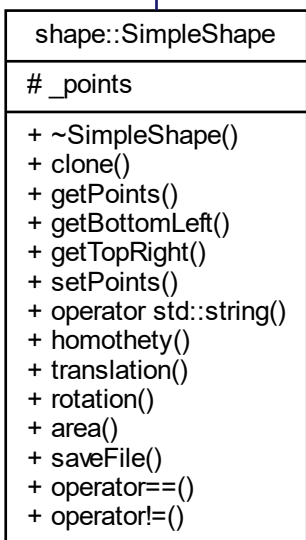 shape::SimpleShape
# _points
+ ~SimpleShape()
+ clone()
+ getPoints()
+ getBottomLeft()
+ getTopRight()
+ setPoints()
+ operator std::string()
+ homothety()
+ translation()
+ rotation()
+ area()
+ saveFile()
+ operator==()
+ operator!=()